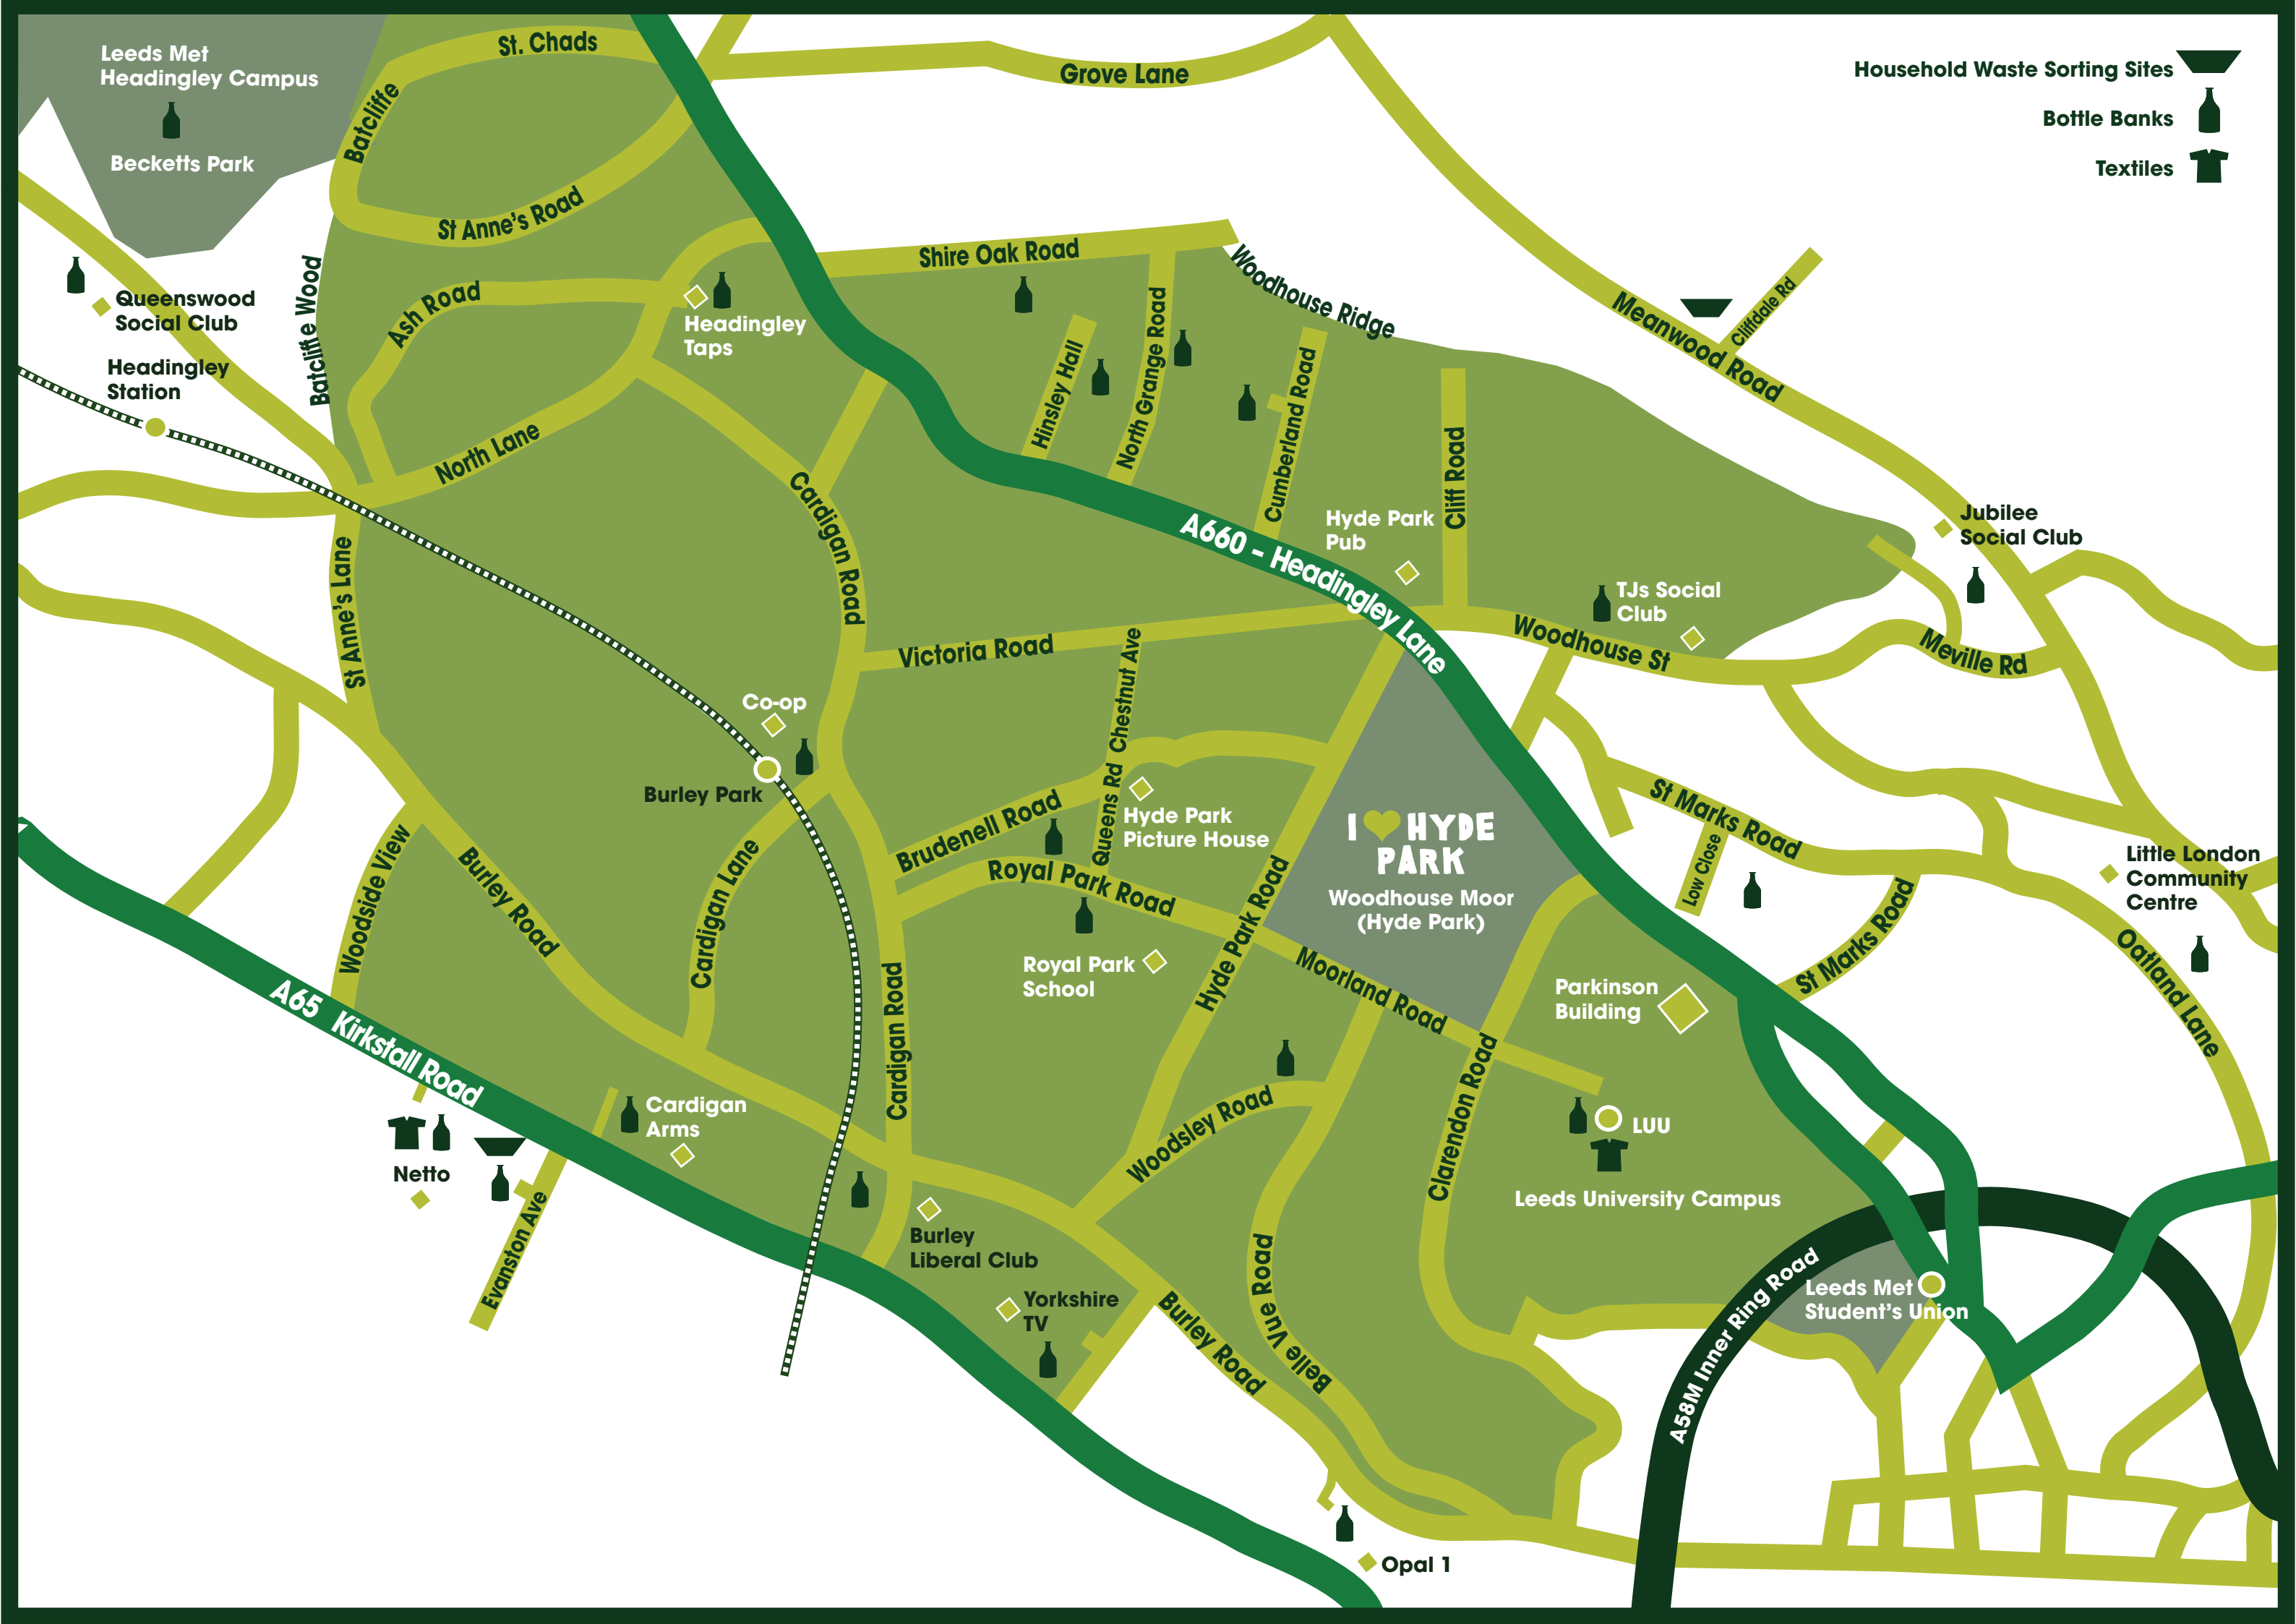 Leeds Met
Headingley Campus
Becketts Park
St. Chads
Batcliffe
St Anne's Road
Grove Lane
Household Waste Sorting Sites
Bottle Banks
Textiles
Queenswood
Social Club
Headingley
Station
Batcliffe Wood
Ash Road
North Lane
Headingley
Taps
Shire Oak Road
Woodhouse Ridge
Hinsley Hall
North Grange Road
Cumberland Road
Cliff Road
Meanwood Road
Cliffdale Rd
Cardigan Road
A660 - Headingley Lane
Hyde Park
Pub
TJs Social
Club
Jubilee
Social Club
Woodhouse St
Meville Rd
St Anne's Lane
Victoria Road
Chestnut Ave
Queens Rd
Co-op
Burley Park
Brudenell Road
Hyde Park
Picture House
Royal Park Road
Royal Park
School
I HYDE
PARK
Woodhouse Moor
(Hyde Park)
Hyde Park Road
Moorland Road
St Marks Road
Low Close
St Marks Road
Little London
Community
Centre
Oatland Lane
Woodside View
Burley Road
Cardigan Lane
Cardigan Road
A65 Kirkstall Road
Cardigan
Arms
Netto
Evanston Ave
Parkinson
Building
LUU
Leeds University Campus
Clarendon Road
Woodsley Road
Belle Vue Road
Burley
Liberal Club
Yorkshire
TV
Burley Road
Leeds Met
Student's Union
A58M Inner Ring Road
Opal 1